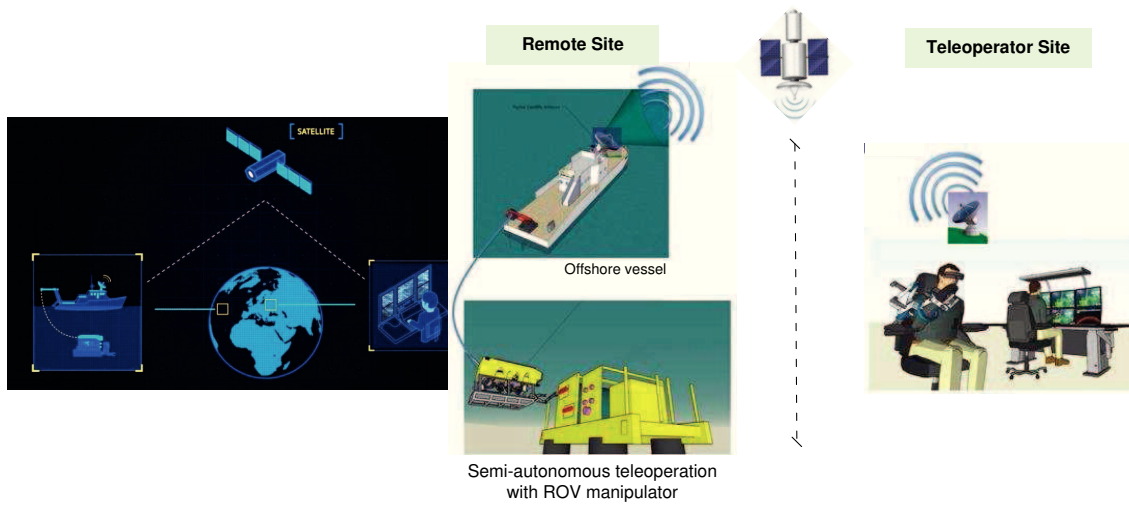 Remote Site
Teleoperator Site
[ SATELLITE ]
Offshore vessel
Semi-autonomous teleoperation
with ROV manipulator